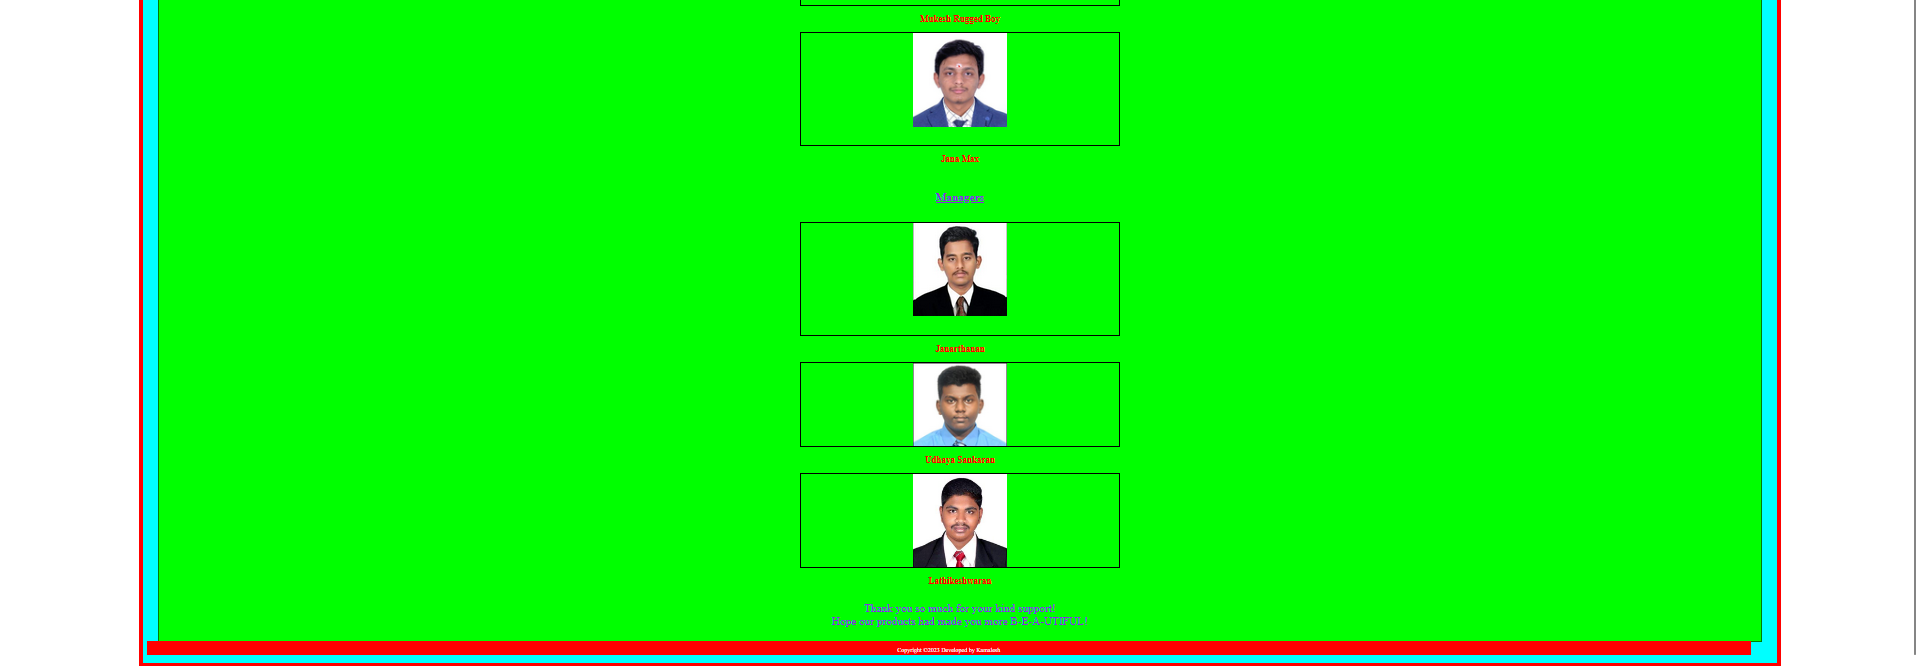 Mukesh Rugged Boy
Jana Max
Managers
Janarthanan
Udhaya Sankaran
Lathikeshwaran
Thank you so much for your kind support!
Hope our products had made you more B-E-A-UTIFUL!
Copyright ©2023 Developed by Kamalesh